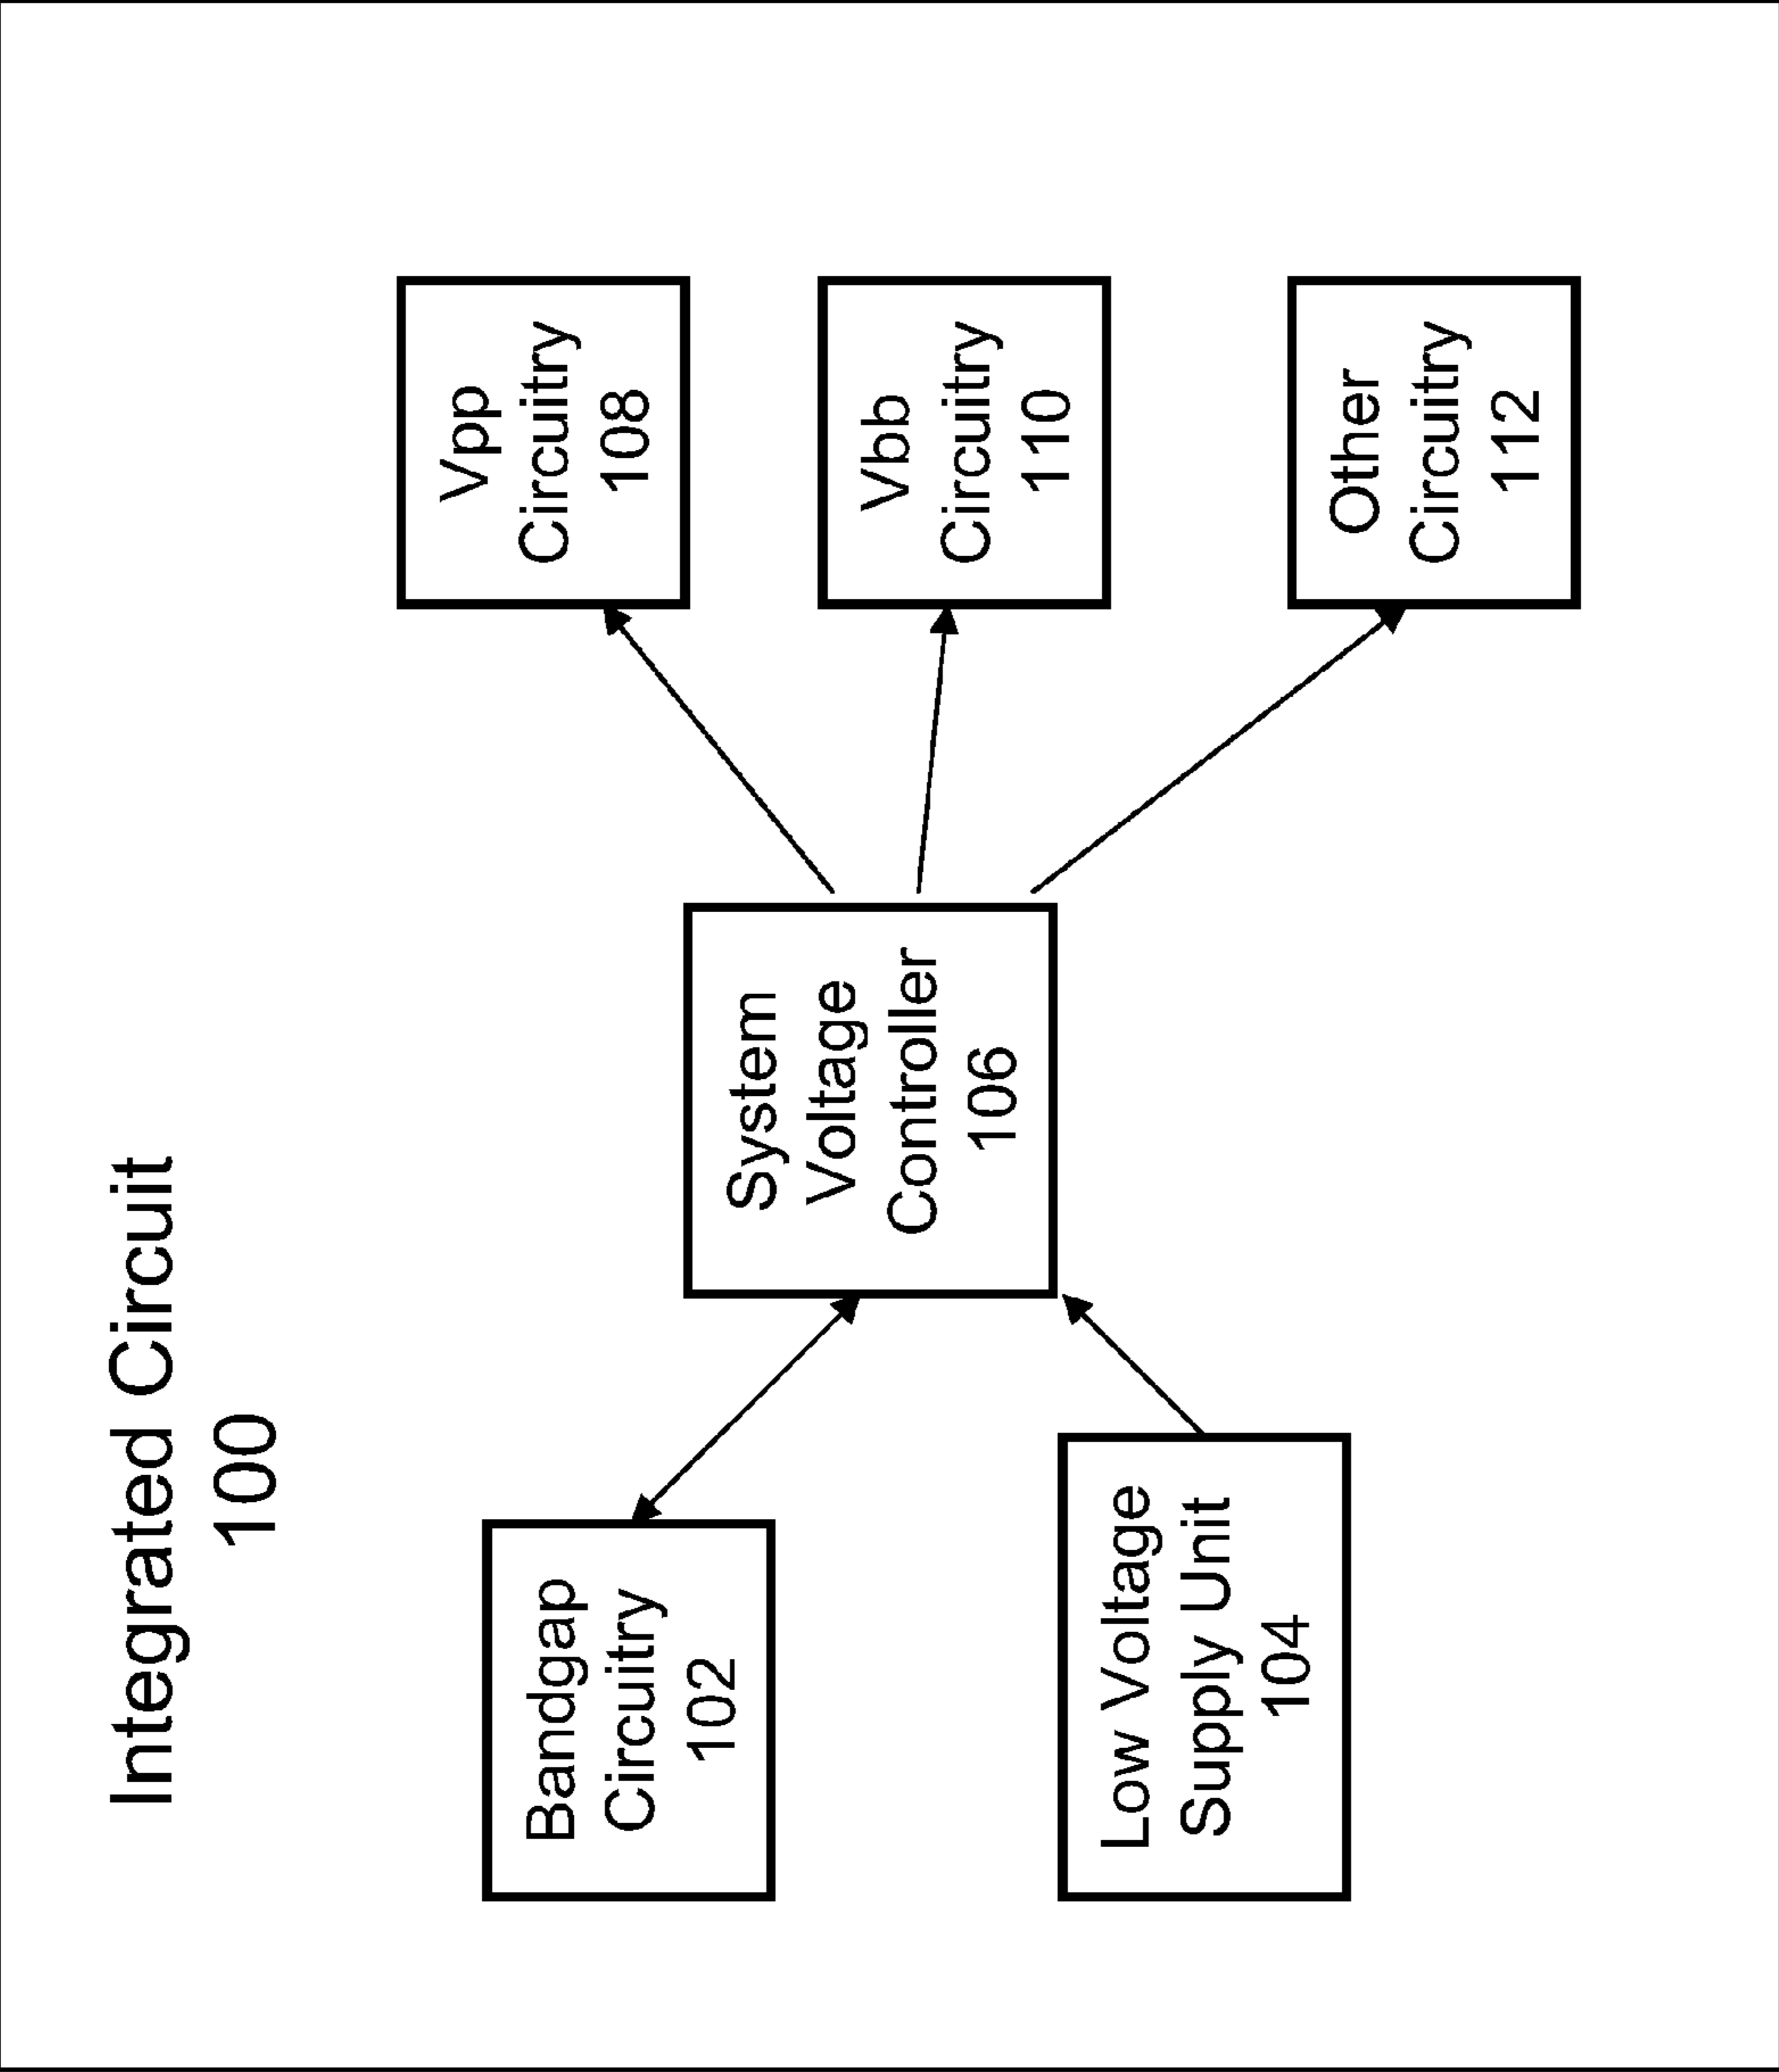 Integrated Circuit
100
Bandgap
Circuitry
102
Low Voltage
Supply Unit
104
System
Voltage
Controller
106
Vpp
Circuitry
108
Vbb
Circuitry
110
Other
Circuitry
112